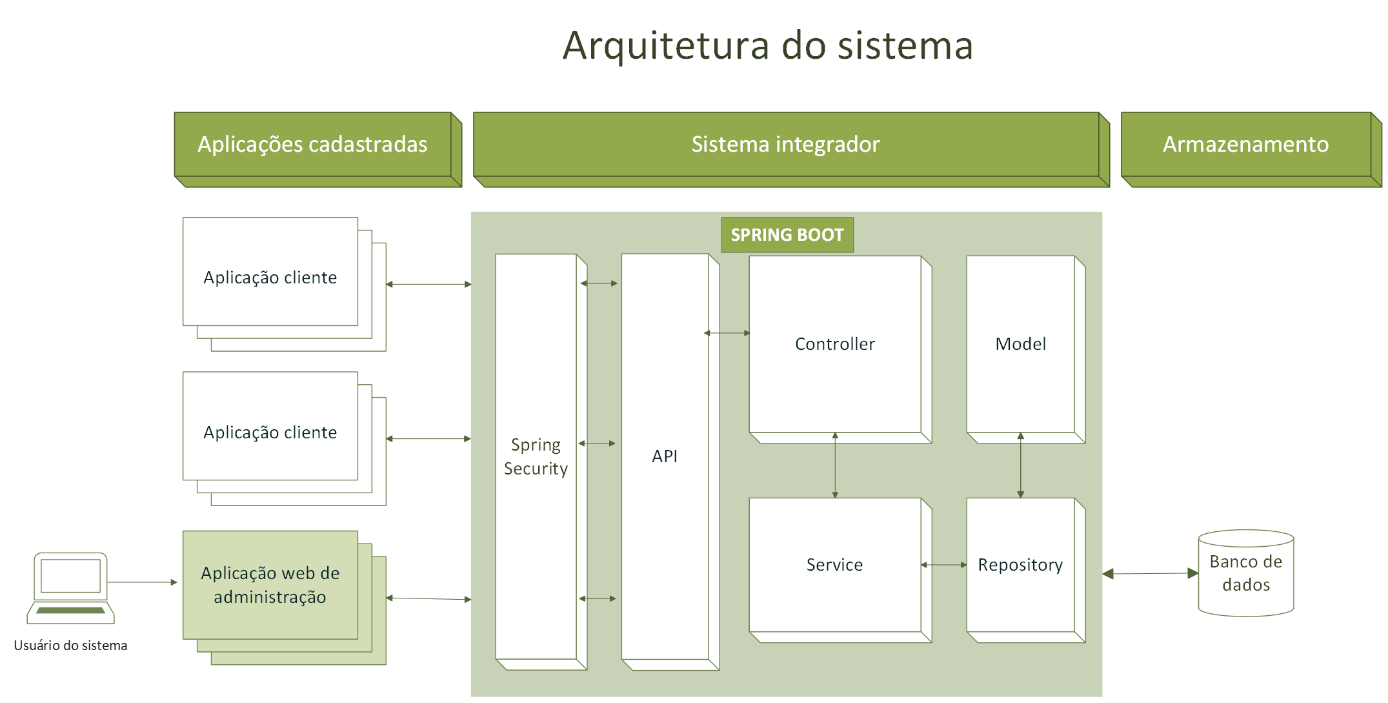 Arquitetura do sistema
Aplicações cadastradas
Sistema integrador
Armazenamento
SPRING BOOT
Aplicação cliente
Aplicação cliente
Aplicação web de
administração
Usuário do sistema
Spring
Security
API
Controller
Model
Service
Repository
Banco de
dados